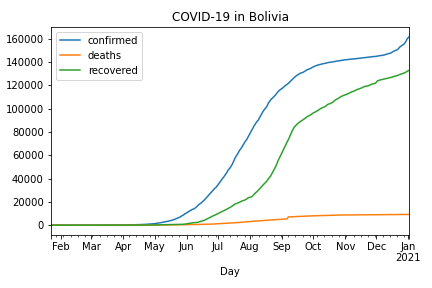 COVID-19 in Bolivia
confirmed
deaths
recovered
160000
140000
120000
100000
80000
60000
40000
20000
0
Feb Mar Apr May Jun Jul Aug Sep Oct Nov Dec Jan
2021
Day